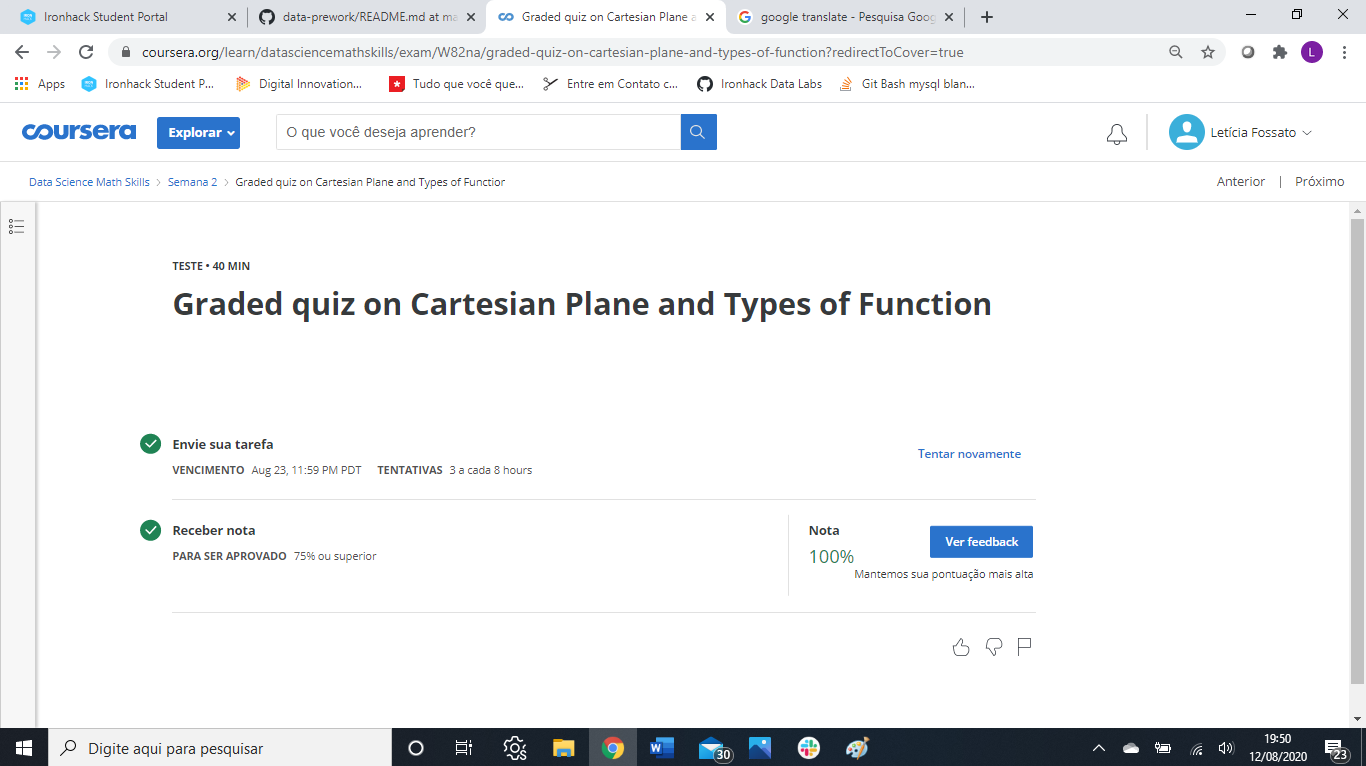 Ironhack Student Portal
data-prework/README.md at ma
Graded quiz on Cartesian Plane a
google translate - Pesquisa Goog
coursera.org/learn/datasciencemathskills/exam/W82na/graded-quiz-on-cartesian-plane-and-types-of-function?redirectToCover=true
L
Apps
Ironhack Student P...
Digital Innovation...
Tudo que você que...
Entre em Contato c...
Ironhack Data Labs
Git Bash mysql blan...
coursera
Explorar
O que você deseja aprender?
Letícia Fossato
Data Science Math Skills > Semana 2 > Graded quiz on Cartesian Plane and Types of Function
Anterior | Próximo
TESTE • 40 MIN
Graded quiz on Cartesian Plane and Types of Function
Envie sua tarefa
VENCIMENTO Aug 23, 11:59 PM PDT TENTATIVAS 3 a cada 8 hours
Tentar novamente
Receber nota
PARA SER APROVADO 75% ou superior
Nota
100%
Ver feedback
Mantemos sua pontuação mais alta
Digite aqui para pesquisar
30
19:50
12/08/2020
23